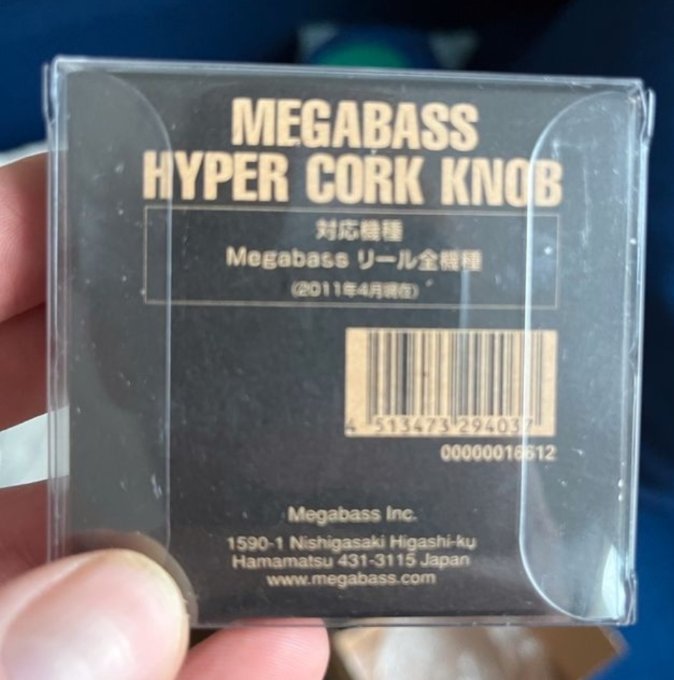 MEGABASS
HYPER CORK KNOB
対応機種
Megabass リール全機種
(2011年4月現在)
4 513473 294037
00000016612
Megabass Inc.
1590-1 Nishigasaki Higashi-ku
Hamamatsu 431-3115 Japan
www.megabass.com